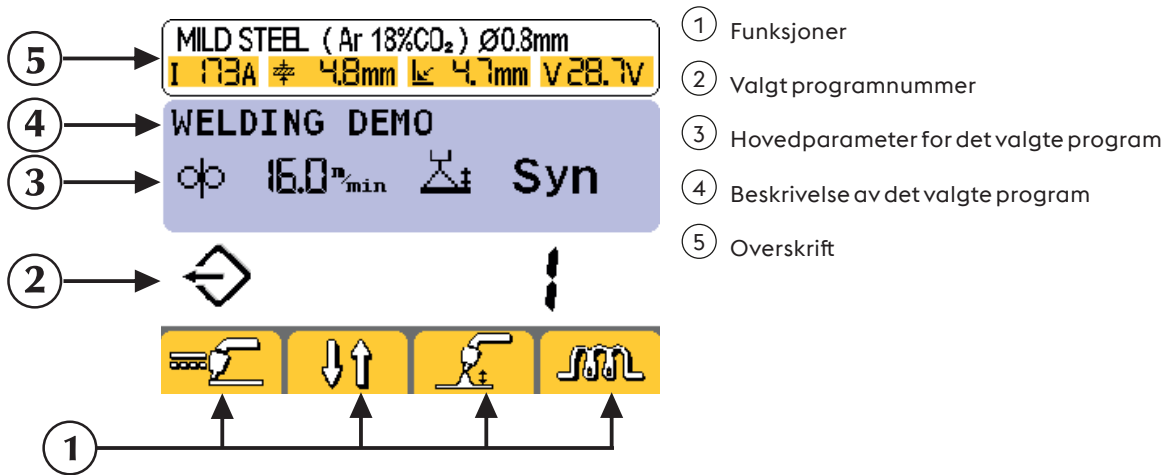 MILD STEEL ( Ar 18%CO₂ ) Ø0.8mm
I 173A 4.8mm 4.7mm V 28.7V
WELDING DEMO
16.0 m/min Syn
1
5
4
3
2
1
1 Funksjoner
2 Valgt programnummer
3 Hovedparameter for det valgte program
4 Beskrivelse av det valgte program
5 Overskrift